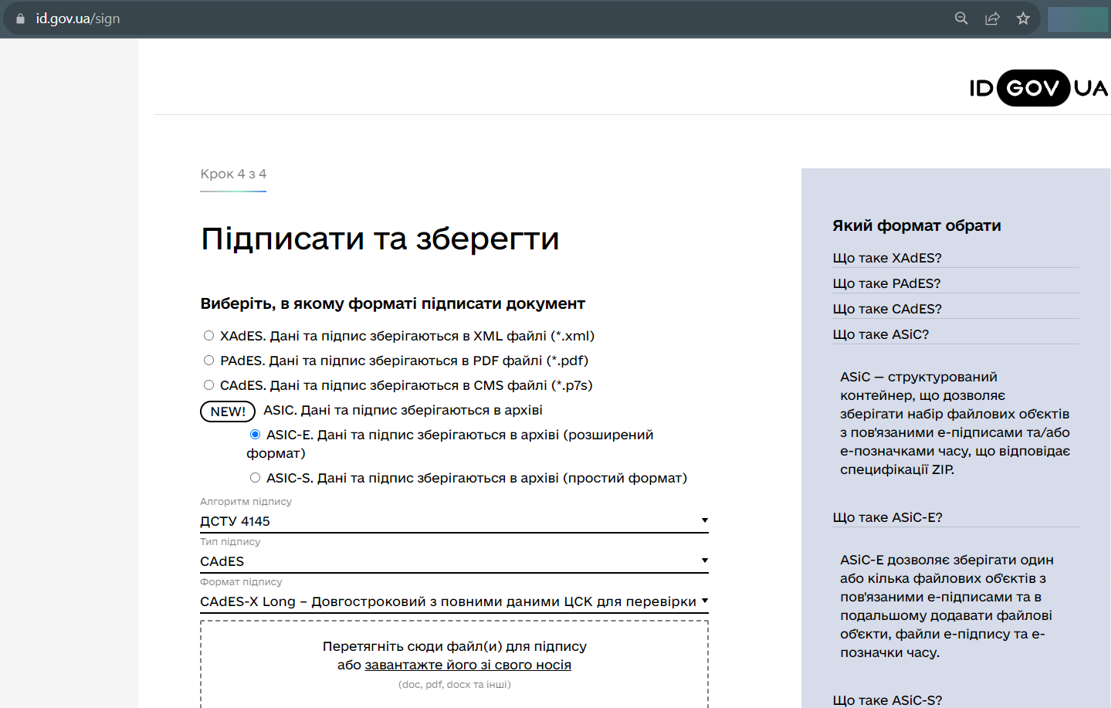 id.gov.ua/sign
ID GOV UA
Крок 4 з 4
Підписати та зберегти
Виберіть, в якому форматі підписати документ
XAdES. Дані та підпис зберігаються в XML файлі (*.xml)
PAdES. Дані та підпис зберігаються в PDF файлі (*.pdf)
CAdES. Дані та підпис зберігаються в CMS файлі (*.p7s)
NEW! ASIC. Дані та підпис зберігаються в архіві
ASIC-E. Дані та підпис зберігаються в архіві (розширений
формат)
ASIC-S. Дані та підпис зберігаються в архіві (простий формат)
Алгоритм підпису
ДСТУ 4145
Тип підпису
CAdES
Формат підпису
CAdES-X Long – Довгостроковий з повними даними ЦСК для перевірки
Перетягніть сюди файл(и) для підпису
або завантажте його зі свого носія
(doc, pdf, docx та інші)
Який формат обрати
Що таке XAdES?
Що таке PAdES?
Що таке CAdES?
Що таке ASiC?
ASiC — структурований
контейнер, що дозволяє
зберігати набір файлових об'єктів
з пов'язаними е-підписами та/або
е-позначками часу, що відповідає
специфікації ZIP.
Що таке ASiC-E?
ASiC-E дозволяє зберігати один
або кілька файлових об'єктів з
пов'язаними е-підписами та в
подальшому додавати файлові
об'єкти, файли е-підпису та е-
позначки часу.
Що таке ASiC-S?